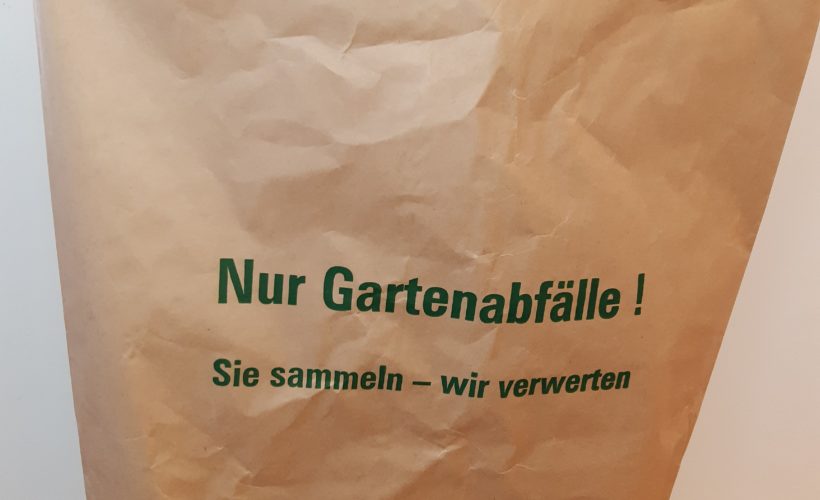 Nur Gartenabfälle !
Sie sammeln – wir verwerten